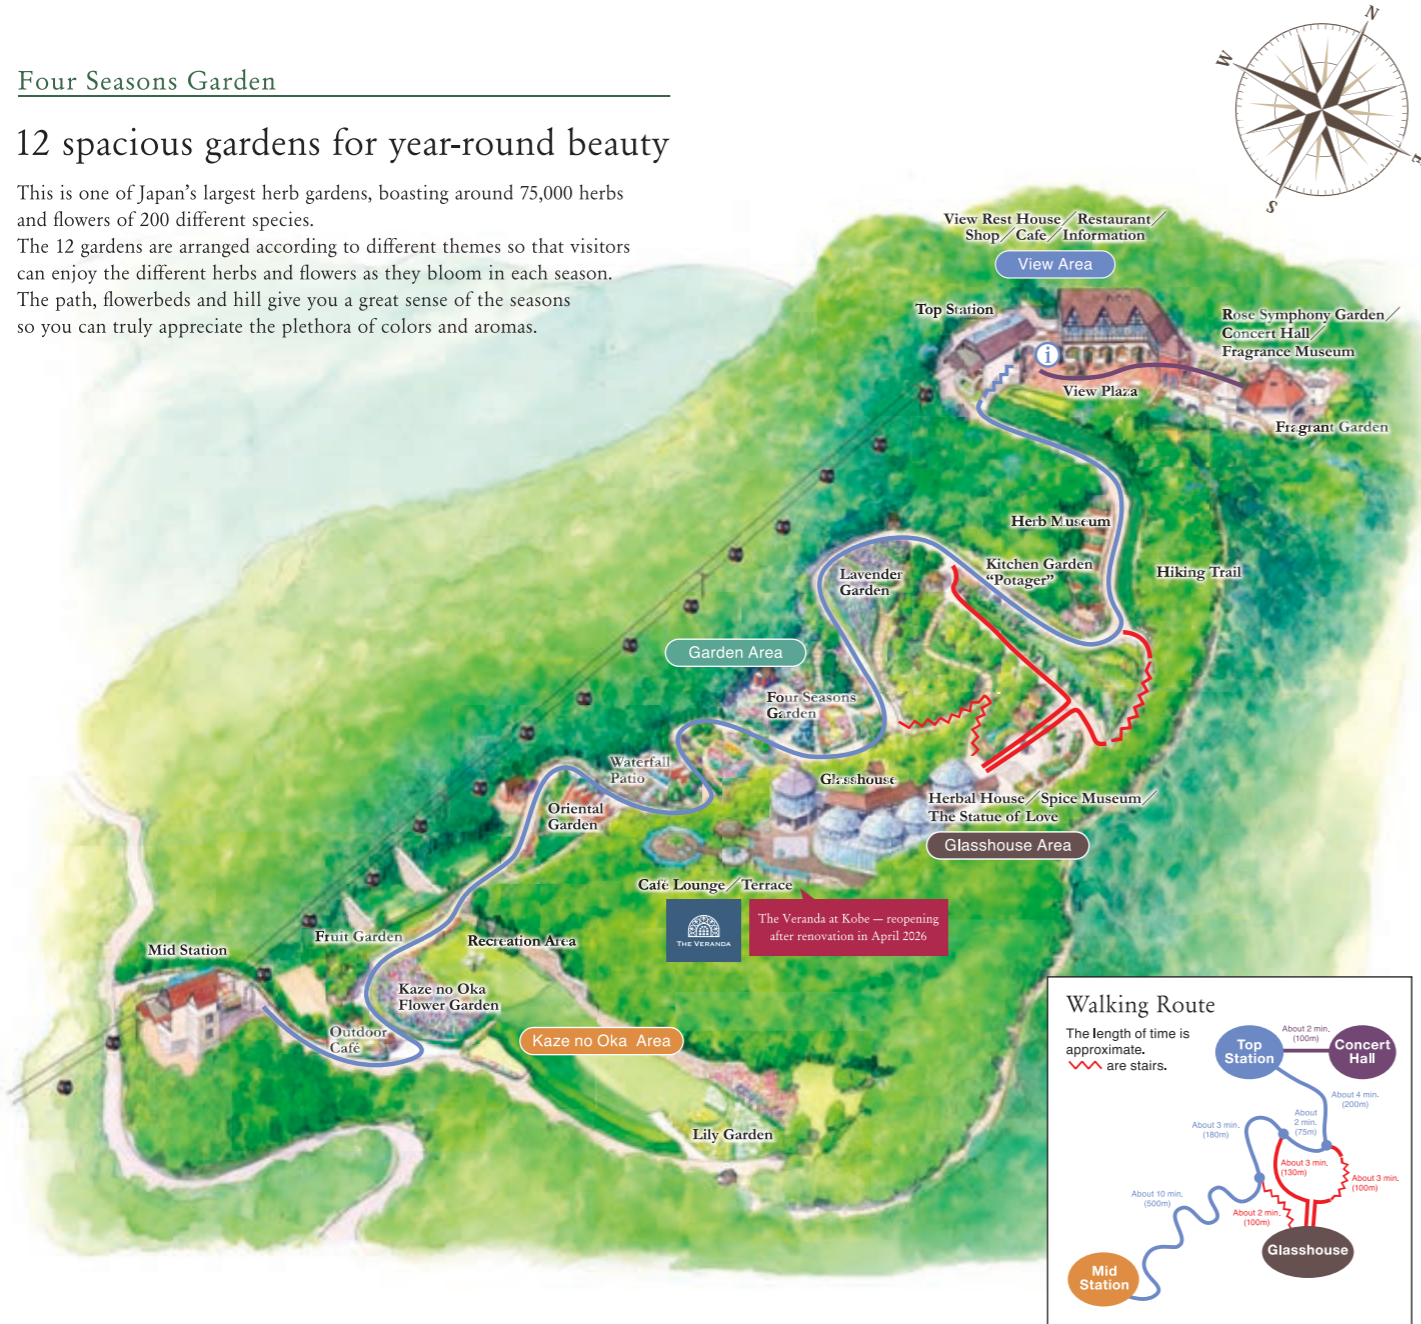 Four Seasons Garden
12 spacious gardens for year-round beauty
This is one of Japan's largest herb gardens, boasting around 75,000 herbs
and flowers of 200 different species.
The 12 gardens are arranged according to different themes so that visitors
can enjoy the different herbs and flowers as they bloom in each season.
The path, flowerbeds and hill give you a great sense of the seasons
so you can truly appreciate the plethora of colors and aromas.
N
W
E
S
View Rest House／Restaurant／
Shop／Cafe／Information
View Area
Top Station
i
Rose Symphony Garden／
Concert Hall／
Fragrance Museum
View Plaza
Fragrant Garden
Herb Museum
Kitchen Garden
“Potager”
Hiking Trail
Lavender
Garden
Garden Area
Four Seasons
Garden
Waterfall
Patio
Glasshouse
Oriental
Garden
Herbal House／Spice Museum／
The Statue of Love
Glasshouse Area
Café Lounge／Terrace
THE VERANDA
The Veranda at Kobe — reopening
after renovation in April 2026
Fruit Garden
Recreation Area
Mid Station
Kaze no Oka
Flower Garden
Outdoor
Café
Kaze no Oka Area
Lily Garden
Walking Route
The length of time is
approximate.
are stairs.
Top
Station
About 2 min.
(100m)
Concert
Hall
About 4 min.
(200m)
About
2 min.
(75m)
About 3 min.
(180m)
About 3 min.
(130m)
About 3 min.
(100m)
About 10 min.
(500m)
About 2 min.
(100m)
Glasshouse
Mid
Station